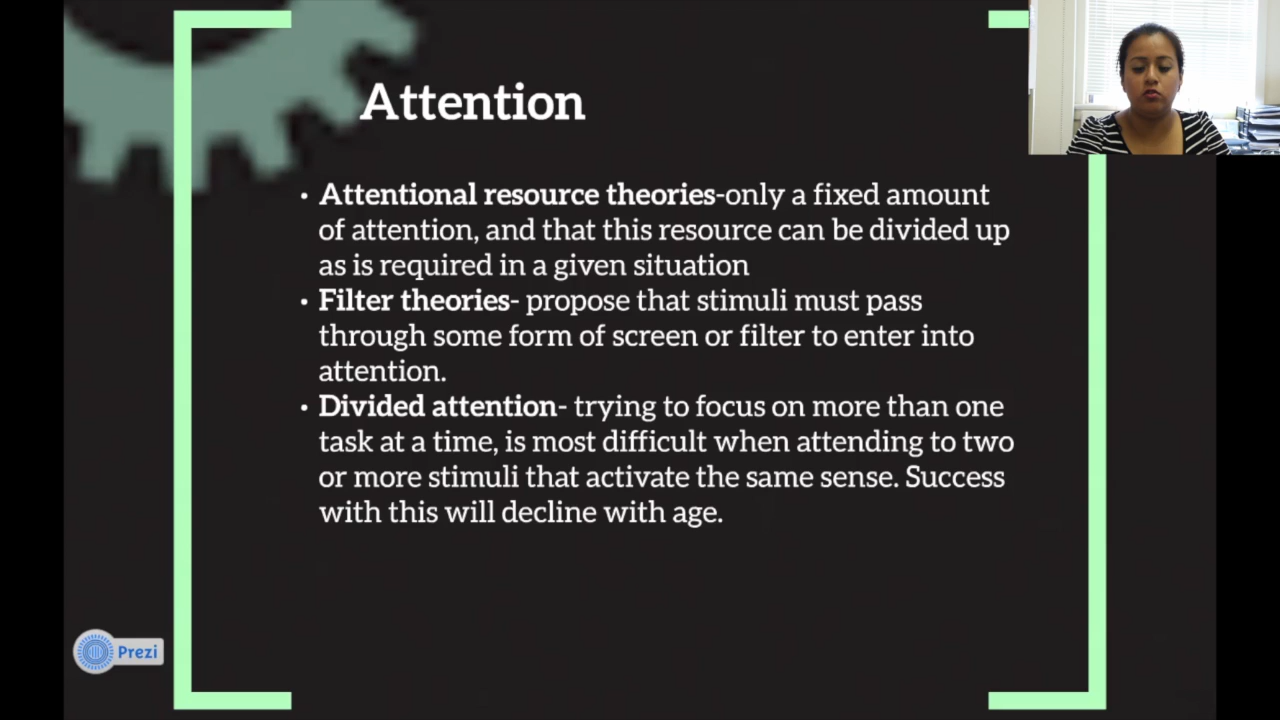 Attention
• Attentional resource theories-only a fixed amount
of attention, and that this resource can be divided up
as is required in a given situation
• Filter theories- propose that stimuli must pass
through some form of screen or filter to enter into
attention.
• Divided attention- trying to focus on more than one
task at a time, is most difficult when attending to two
or more stimuli that activate the same sense. Success
with this will decline with age.
Prezi